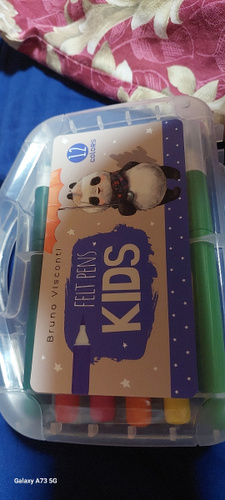 12
COLORS
Bruno Visconti
FELT PENS
KIDS
Galaxy A73 5G